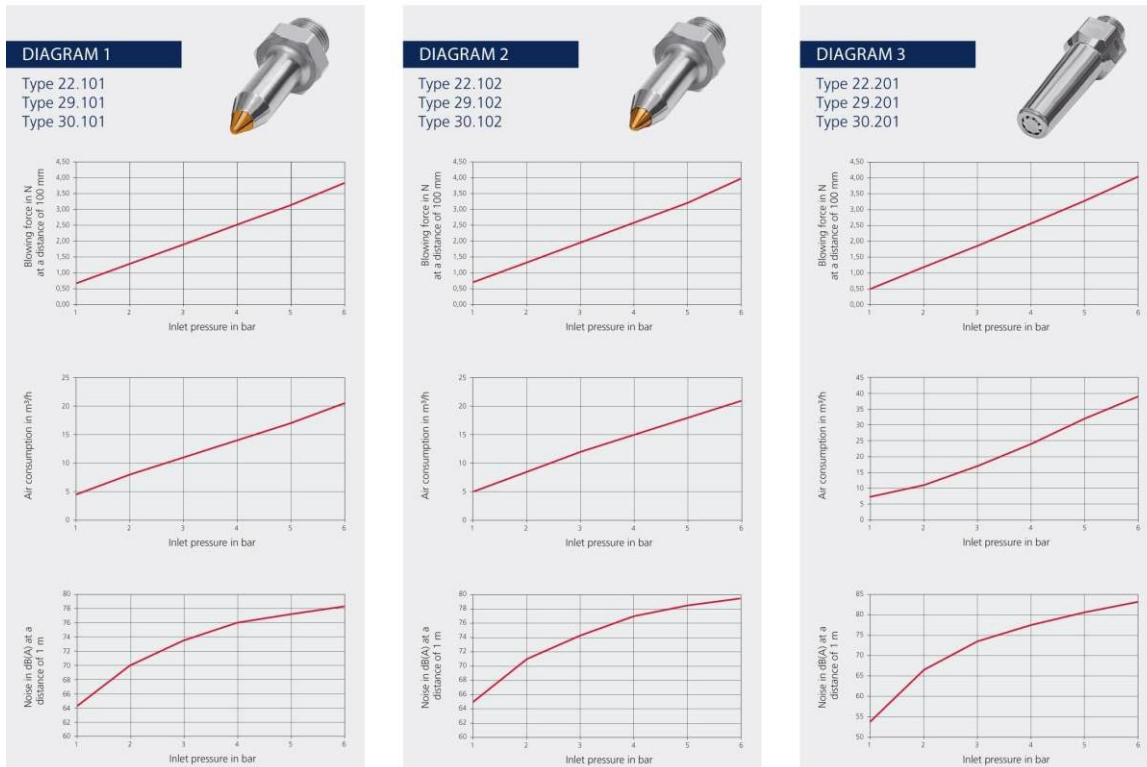 DIAGRAM 1
Type 22.101
Type 29.101
Type 30.101
Blowing force in N
at a distance of 100 mm
4,50
4,00
3,50
3,00
2,50
2,00
1,50
1,00
0,50
0,00
1 2 3 4 5 6
Inlet pressure in bar
Air consumption in m³/h
25
20
15
10
5
0
1 2 3 4 5 6
Inlet pressure in bar
Noise in dB(A) at a
distance of 1 m
80
78
76
74
72
70
68
66
64
62
60
1 2 3 4 5 6
Inlet pressure in bar
DIAGRAM 2
Type 22.102
Type 29.102
Type 30.102
Blowing force in N
at a distance of 100 mm
4,50
4,00
3,50
3,00
2,50
2,00
1,50
1,00
0,50
0,00
1 2 3 4 5 6
Inlet pressure in bar
Air consumption in m³/h
25
20
15
10
5
0
1 2 3 4 5 6
Inlet pressure in bar
Noise in dB(A) at a
distance of 1 m
80
78
76
74
72
70
68
66
64
62
60
1 2 3 4 5 6
Inlet pressure in bar
DIAGRAM 3
Type 22.201
Type 29.201
Type 30.201
Blowing force in N
at a distance of 100 mm
4,50
4,00
3,50
3,00
2,50
2,00
1,50
1,00
0,50
0,00
1 2 3 4 5 6
Inlet pressure in bar
Air consumption in m³/h
45
40
35
30
25
20
15
10
5
0
1 2 3 4 5 6
Inlet pressure in bar
Noise in dB(A) at a
distance of 1 m
85
80
75
70
65
60
55
50
1 2 3 4 5 6
Inlet pressure in bar